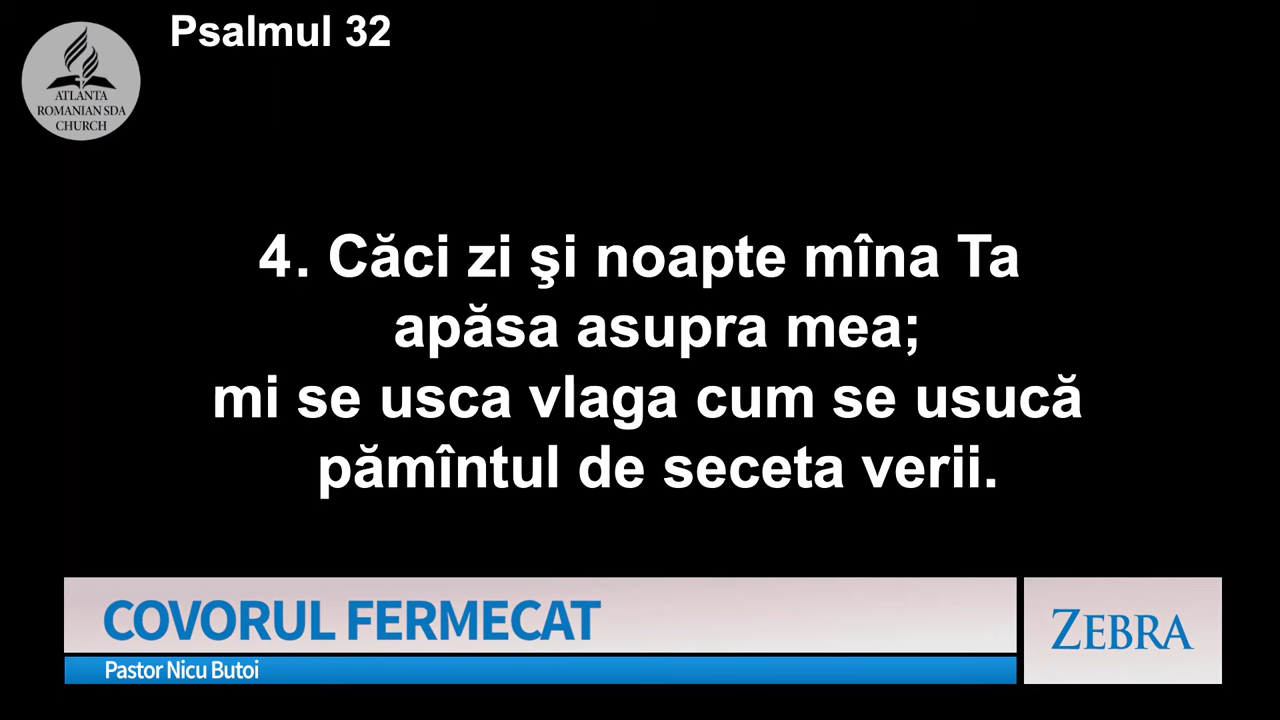 Psalmul 32
ATLANTA
ROMANIAN SDA
CHURCH
4. Căci zi şi noapte mîna Ta
apăsa asupra mea;
mi se usca vlaga cum se usucă
pămîntul de seceta verii.
COVORUL FERMECAT
Pastor Nicu Butoi
ZEBRA